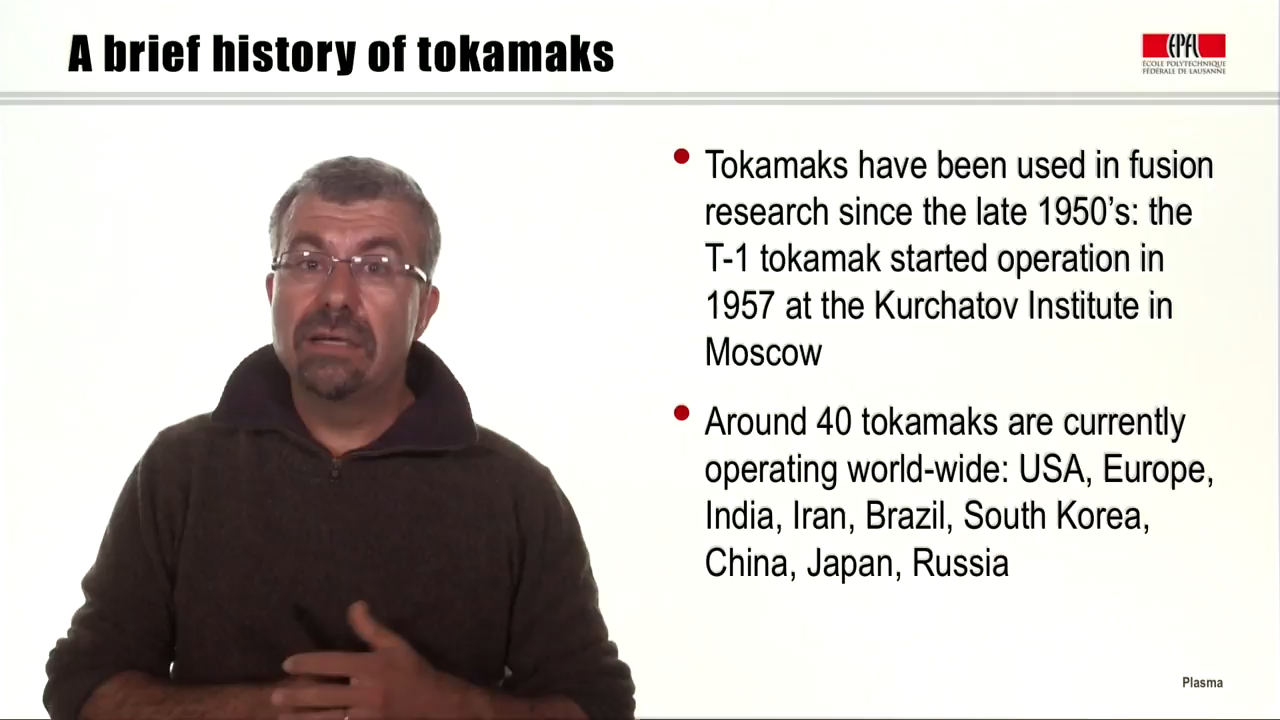 A brief history of tokamaks
EPFL
ÉCOLE POLYTECHNIQUE
FÉDÉRALE DE LAUSANNE
Tokamaks have been used in fusion
research since the late 1950’s: the
T-1 tokamak started operation in
1957 at the Kurchatov Institute in
Moscow
Around 40 tokamaks are currently
operating world-wide: USA, Europe,
India, Iran, Brazil, South Korea,
China, Japan, Russia
Plasma